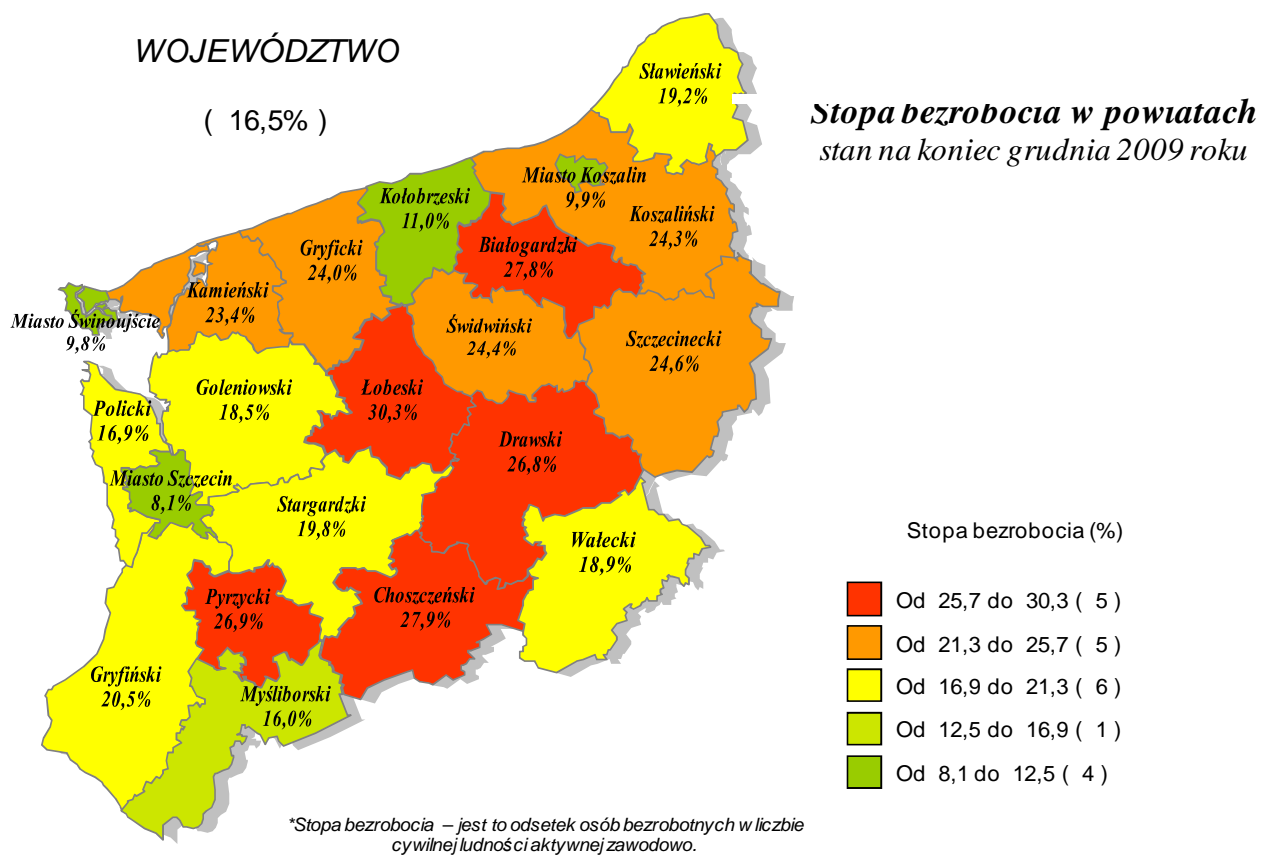 WOJEWÓDZTWO
( 16,5% )
Stopa bezrobocia w powiatach
stan na koniec grudnia 2009 roku
Sławieński
19,2%
Miasto Koszalin
9,9%
Kołobrzeski
11,0%
Koszaliński
24,3%
Białogardzki
27,8%
Gryficki
24,0%
Kamieński
23,4%
Miasto Świnoujście
9,8%
Świdwiński
24,4%
Szczecinecki
24,6%
Goleniowski
18,5%
Łobeski
30,3%
Policki
16,9%
Drawski
26,8%
Miasto Szczecin
8,1%
Stargardzki
19,8%
Wałecki
18,9%
Pyrzycki
26,9%
Choszczeński
27,9%
Gryfiński
20,5%
Myśliborski
16,0%
Stopa bezrobocia (%)
Od 25,7 do 30,3 ( 5 )
Od 21,3 do 25,7 ( 5 )
Od 16,9 do 21,3 ( 6 )
Od 12,5 do 16,9 ( 1 )
Od 8,1 do 12,5 ( 4 )
*Stopa bezrobocia – jest to odsetek osób bezrobotnych w liczbie
cywilnej ludności aktywnej zawodowo.